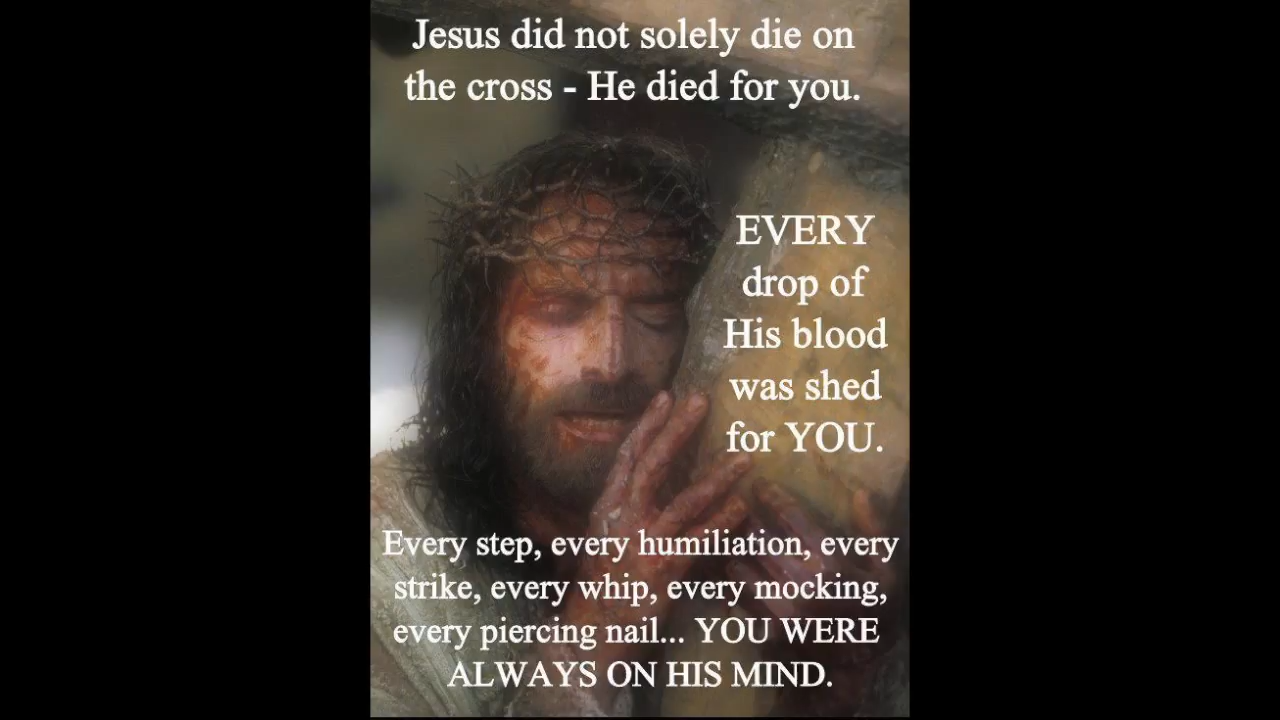 Jesus did not solely die on
the cross - He died for you.
EVERY
drop of
His blood
was shed
for YOU.
Every step, every humiliation, every
strike, every whip, every mocking,
every piercing nail... YOU WERE
ALWAYS ON HIS MIND.